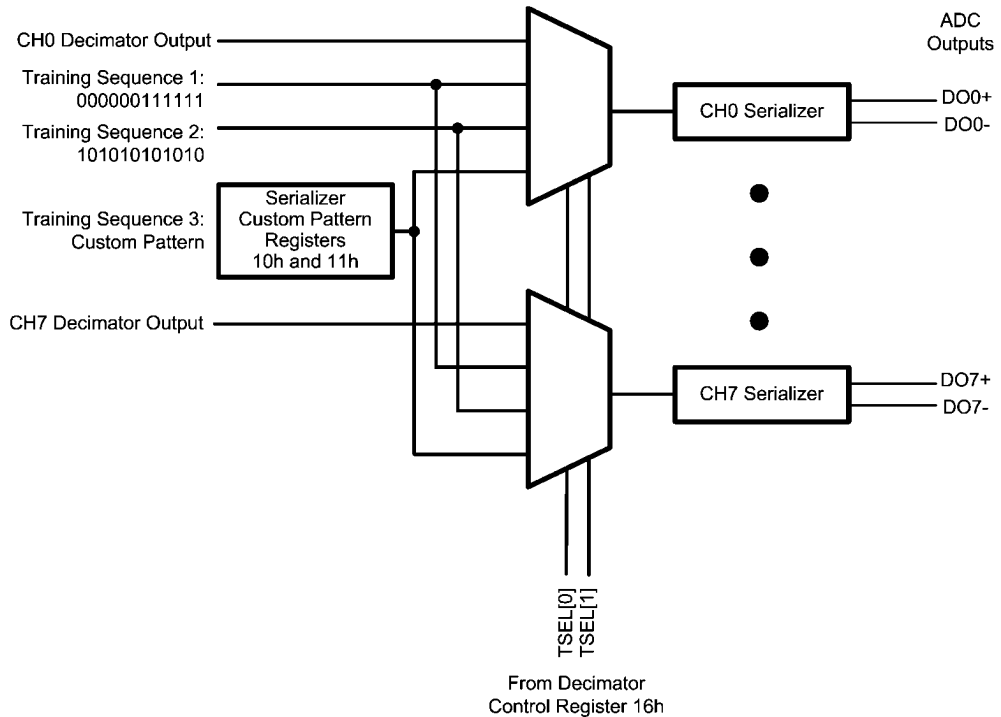 ADC
Outputs
CH0 Decimator Output
Training Sequence 1:
000000111111
Training Sequence 2:
101010101010
Training Sequence 3:
Custom Pattern
Serializer
Custom Pattern
Registers
10h and 11h
CH0 Serializer
DO0+
DO0-
CH7 Decimator Output
CH7 Serializer
DO7+
DO7-
TSEL[0]
TSEL[1]
From Decimator
Control Register 16h